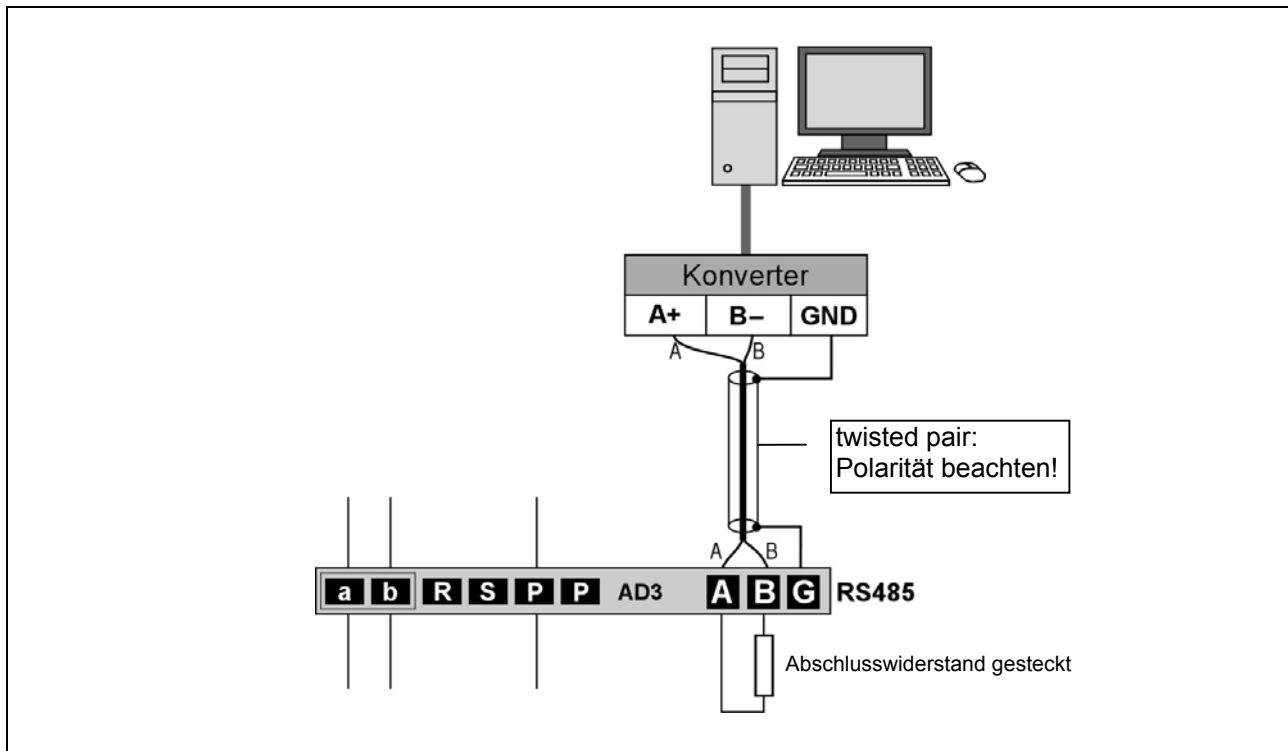 Konverter
A+ B– GND
A B
twisted pair:
Polarität beachten!
A B
a b R S P P AD3 A B G RS485
Abschlusswiderstand gesteckt